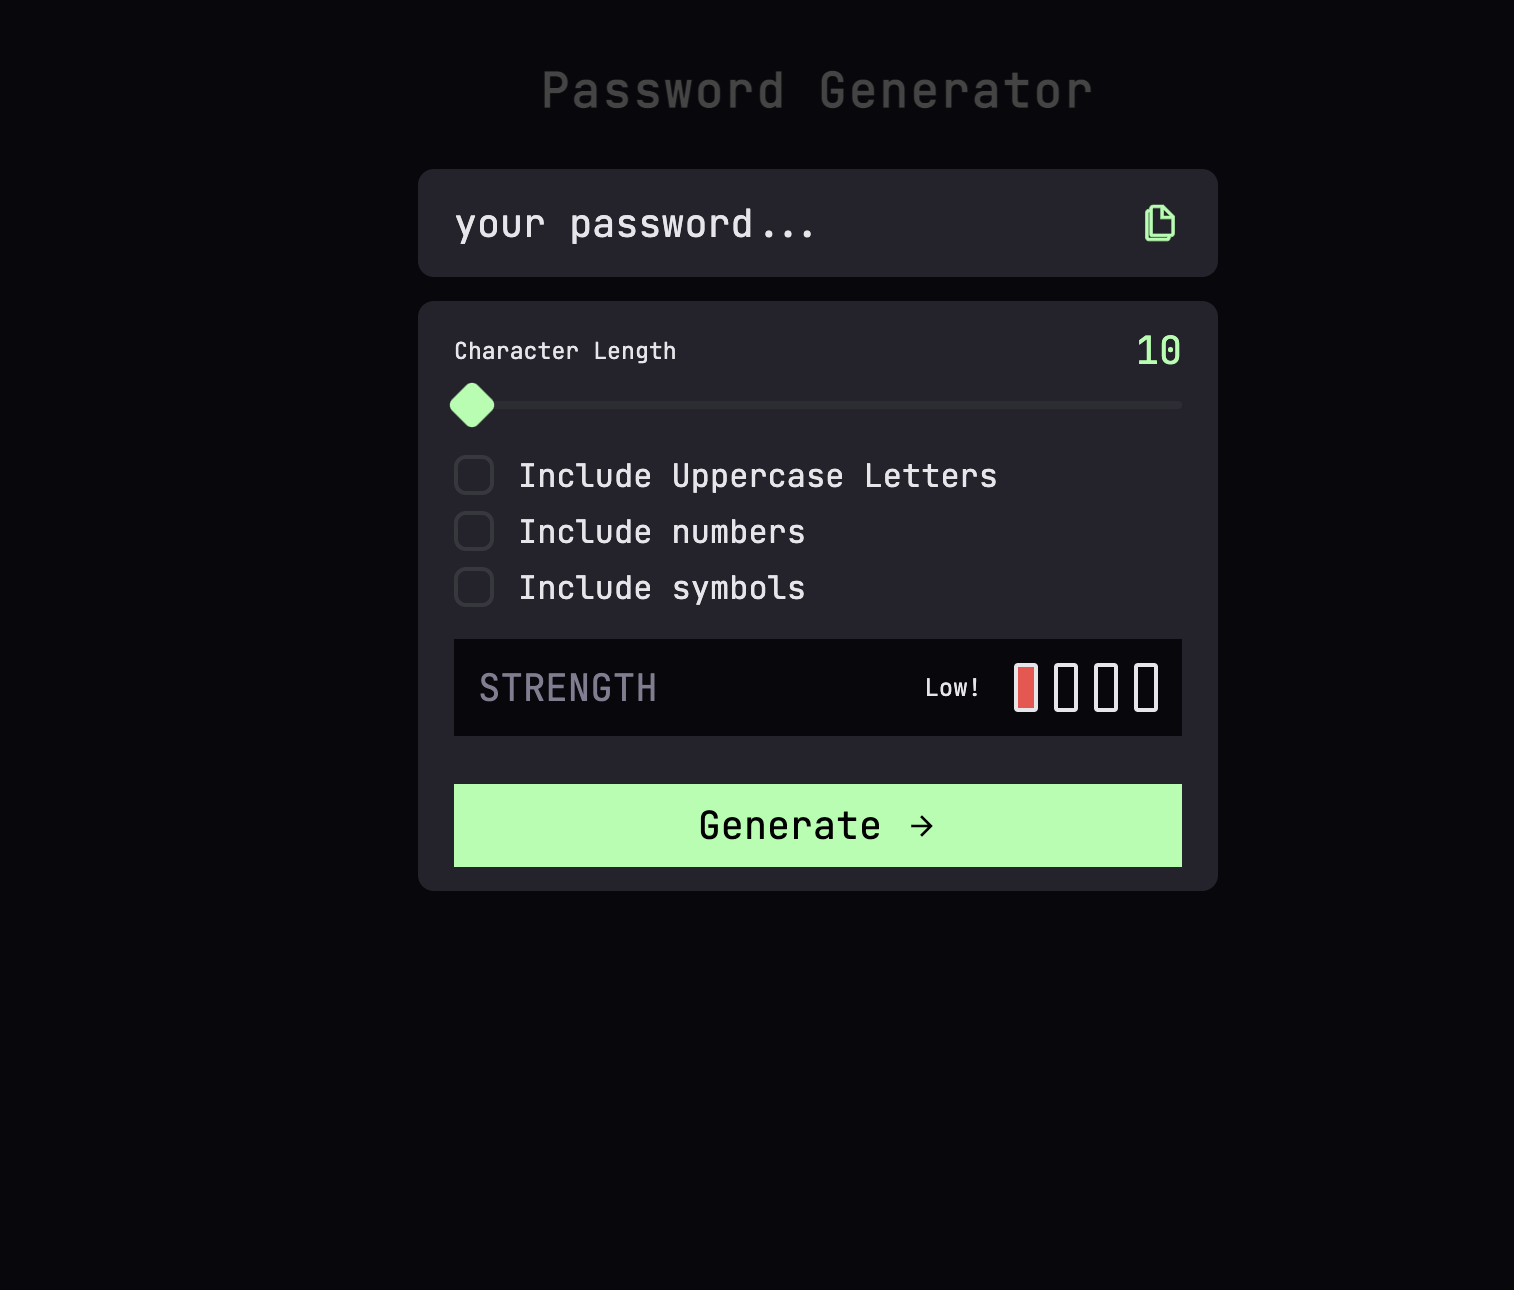 Password Generator
your password...
Character Length 10
Include Uppercase Letters
Include numbers
Include symbols
STRENGTH Low!
Generate →